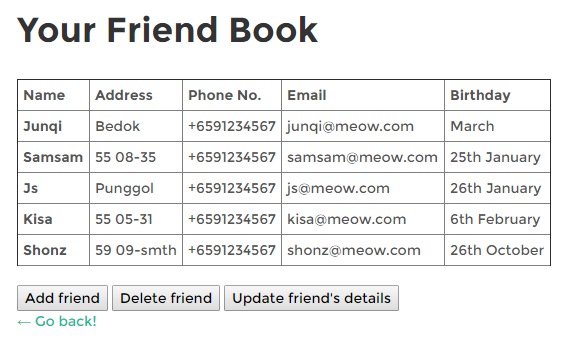 Your Friend Book
Name Address Phone No. Email Birthday
Junqi Bedok +6591234567 junqi@meow.com March
Samsam 55 08-35 +6591234567 samsam@meow.com 25th January
Js Punggol +6591234567 js@meow.com 26th January
Kisa 55 05-31 +6591234567 kisa@meow.com 6th February
Shonz 59 09-smth +6591234567 shonz@meow.com 26th October
Add friend Delete friend Update friend's details
← Go back!